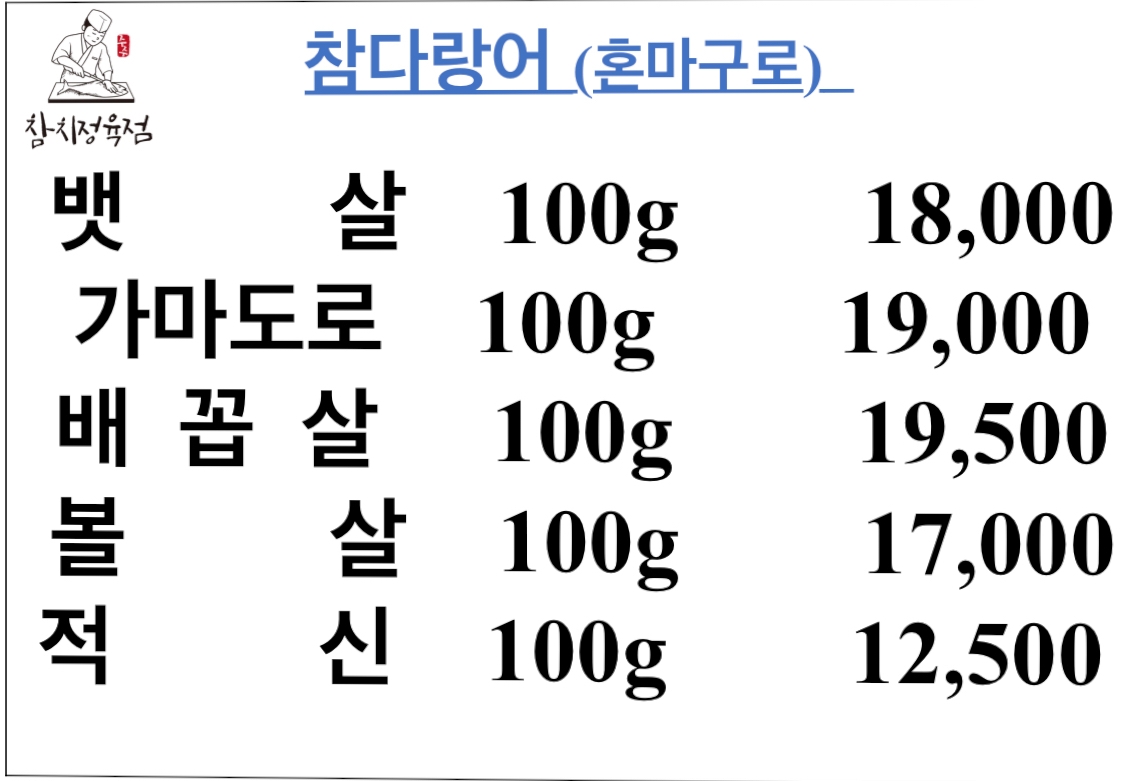 참치정육점
참다랑어 (혼마구로)
뱃 살 100g 18,000
가마도로 100g 19,000
배 꼽 살 100g 19,500
볼 살 100g 17,000
적 신 100g 12,500